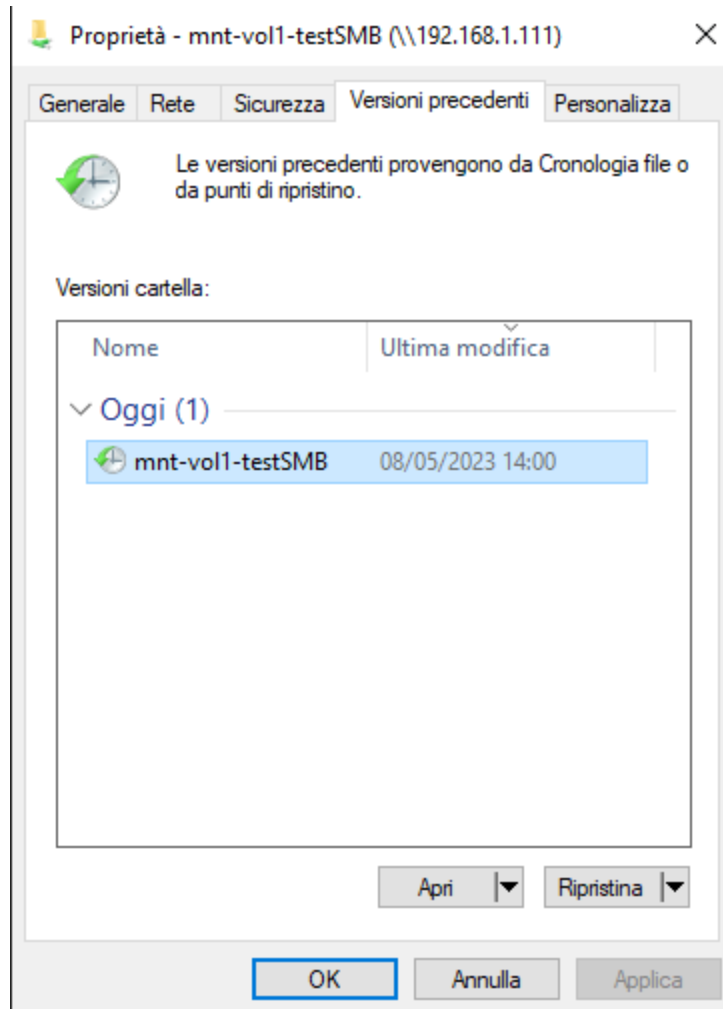 Proprietà - mnt-vol1-testSMB (\\192.168.1.111)
Generale Rete Sicurezza Versioni precedenti Personalizza
Le versioni precedenti provengono da Cronologia file o
da punti di ripristino.
Versioni cartella:
Nome Ultima modifica
Oggi (1)
mnt-vol1-testSMB 08/05/2023 14:00
Apri Ripristina
OK Annulla Applica